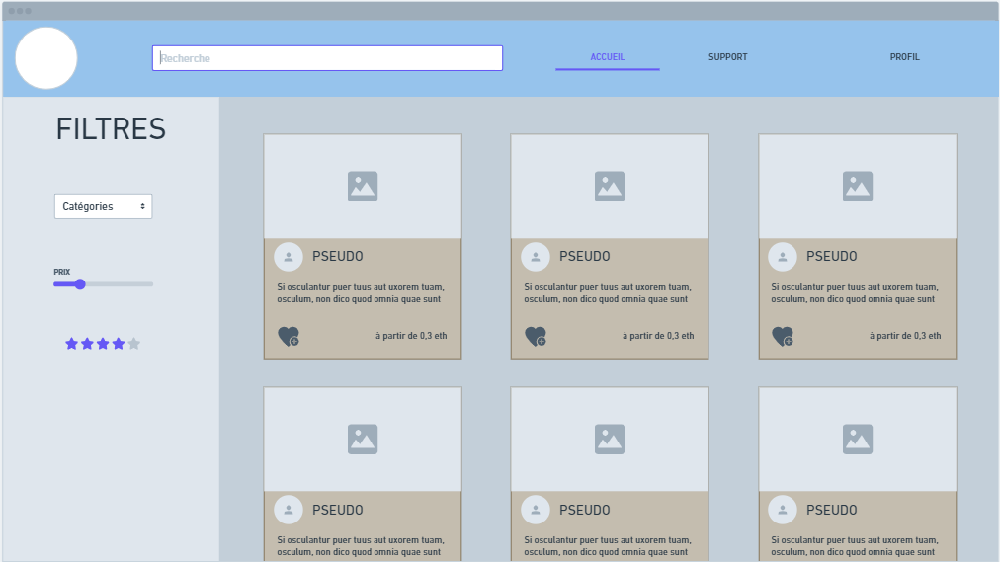 Recherche
ACCUEIL
SUPPORT
PROFIL
FILTRES
Catégories
PRIX
PSEUDO
Si osculantur puer tuus aut uxorem tuam,
osculum, non dico quod omnia quae sunt
à partir de 0,3 eth
PSEUDO
Si osculantur puer tuus aut uxorem tuam,
osculum, non dico quod omnia quae sunt
à partir de 0,3 eth
PSEUDO
Si osculantur puer tuus aut uxorem tuam,
osculum, non dico quod omnia quae sunt
à partir de 0,3 eth
PSEUDO
Si osculantur puer tuus aut uxorem tuam,
osculum, non dico quod omnia quae sunt
PSEUDO
Si osculantur puer tuus aut uxorem tuam,
osculum, non dico quod omnia quae sunt
PSEUDO
Si osculantur puer tuus aut uxorem tuam,
osculum, non dico quod omnia quae sunt